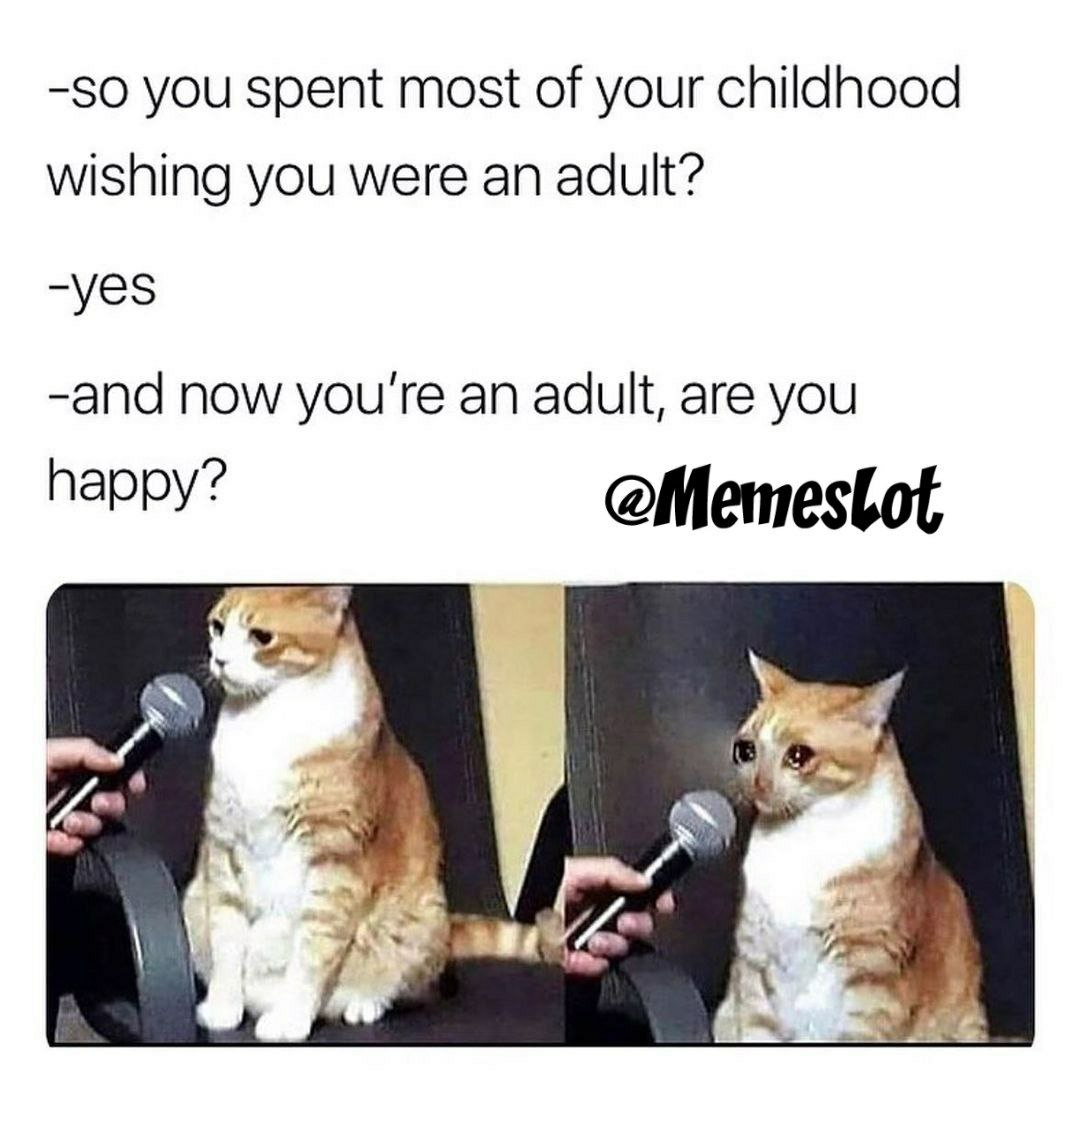 -so you spent most of your childhood
wishing you were an adult?
-yes
-and now you're an adult, are you
happy?
@MemesLot